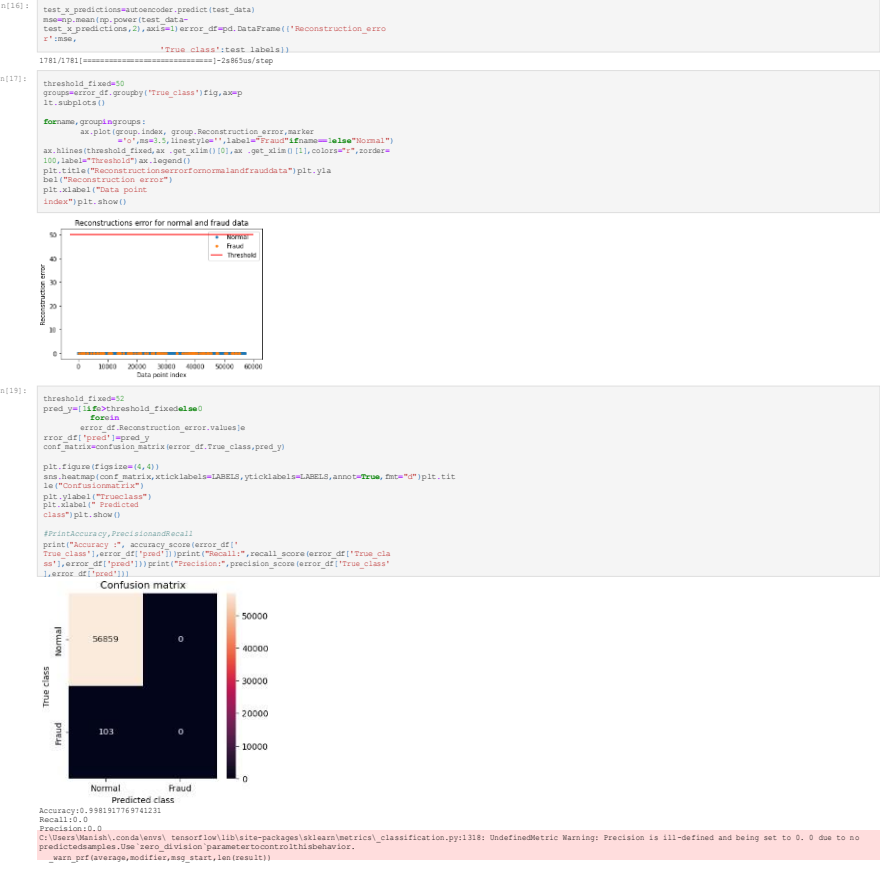 n[16]:
test_x_predictions=autoencoder.predict(test_data)
mse=np.mean(np.power(test_data-
test_x_predictions,2),axis=1)error_df=pd.DataFrame(('Reconstruction_erro
r':mse,
'True_class':test_labels))
1781/1781[==============================]-2s865us/step
n[17]:
threshold_fixed=50
groups=error_df.groupby('True_class')fig,ax=p
lt.subplots()
forname,groupingroups:
ax.plot(group.index, group.Reconstruction_error,marker
='o',ms=3.5,linestyle='',label="Fraud"ifname==1else"Normal")
ax.hlines(threshold_fixed,ax .get_xlim()[0],ax .get_xlim()[1],colors="r",zorder=
100,label="Threshold")ax.legend()
plt.title("Reconstructionserrorfornormalandfrauddata")plt.yla
bel("Reconstruction error")
plt.xlabel("Data point
index")plt.show()
Reconstructions error for normal and fraud data
50
40
30
20
10
0
Reconstruction error
Normal
Fraud
Threshold
0 10000 20000 30000 40000 50000 60000
Data point index
n[19]:
threshold_fixed=52
pred_y=[1ife>threshold_fixedelse0
forein
error_df.Reconstruction_error.values]e
rror_df['pred']=pred_y
conf_matrix=confusion_matrix(error_df.True_class,pred_y)
plt.figure(figsize=(4,4))
sns.heatmap(conf_matrix,xticklabels=LABELS,yticklabels=LABELS,annot=True,fmt="d")plt.tit
le("Confusionmatrix")
plt.ylabel("Trueclass")
plt.xlabel(" Predicted
class")plt.show()
#PrintAccuracy,PrecisionandRecall
print("Accuracy :", accuracy_score(error_df['
True_class'],error_df['pred']))print("Recall:",recall_score(error_df['True_cla
ss'],error_df['pred']))print("Precision:",precision_score(error_df['True_class'
],error_df['pred']))
Confusion matrix
Normal
Fraud
True class
56859
0
103
0
50000
40000
30000
20000
10000
0
Normal Fraud
Predicted class
Accuracy:0.9981917769741231
Recall:0.0
Precision:0.0
C:\Users\Manish\.conda\envs\ tensorflow\lib\site-packages\sklearn\metrics\_classification.py:1318: UndefinedMetric Warning: Precision is ill-defined and being set to 0. 0 due to no
predictedsamples.Use`zero_division`parametertocontrolthisbehavior.
_warn_prf(average,modifier,msg_start,len(result))